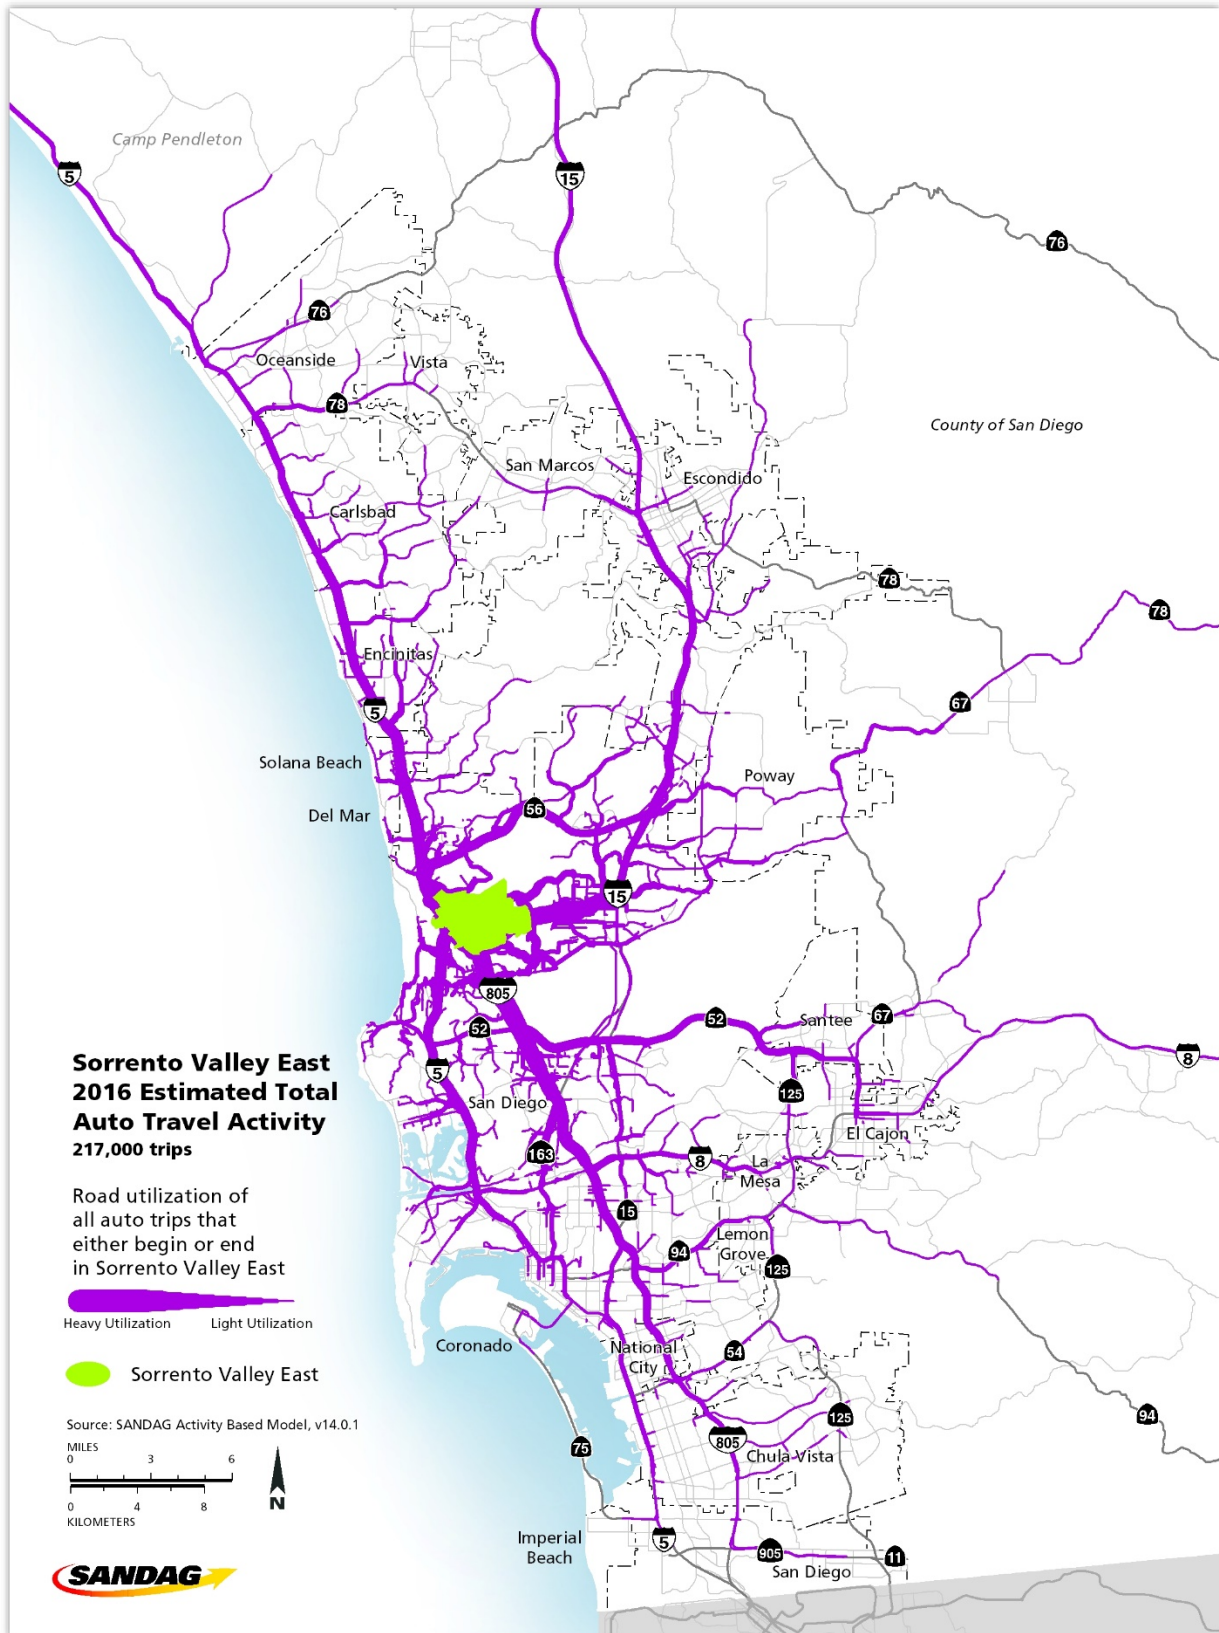 Camp Pendleton
5
15
76
76
Oceanside
Vista
78
County of San Diego
San Marcos
Escondido
Carlsbad
78
78
Encinitas
67
5
Solana Beach
Poway
Del Mar
56
15
805
52
52
Santee
67
8
5
125
San Diego
El Cajon
163
8
La
Mesa
15
Lemon
Grove
94
125
Coronado
National
City
54
125
94
805
75
Chula Vista
Imperial
Beach
5
905
11
San Diego
Sorrento Valley East
2016 Estimated Total
Auto Travel Activity
217,000 trips
Road utilization of
all auto trips that
either begin or end
in Sorrento Valley East
Heavy Utilization Light Utilization
Sorrento Valley East
Source: SANDAG Activity Based Model, v14.0.1
MILES
0 3 6
0 4 8
KILOMETERS
N
SANDAG